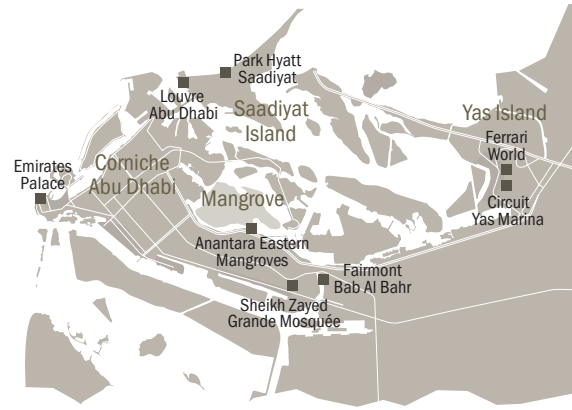 Park Hyatt
Saadiyat
Louvre
Abu Dhabi
Saadiyat
Island
Yas Island
Ferrari
World
Circuit
Yas Marina
Emirates
Palace
Corniche
Abu Dhabi
Mangrove
Anantara Eastern
Mangroves
Fairmont
Bab Al Bahr
Sheikh Zayed
Grande Mosquée